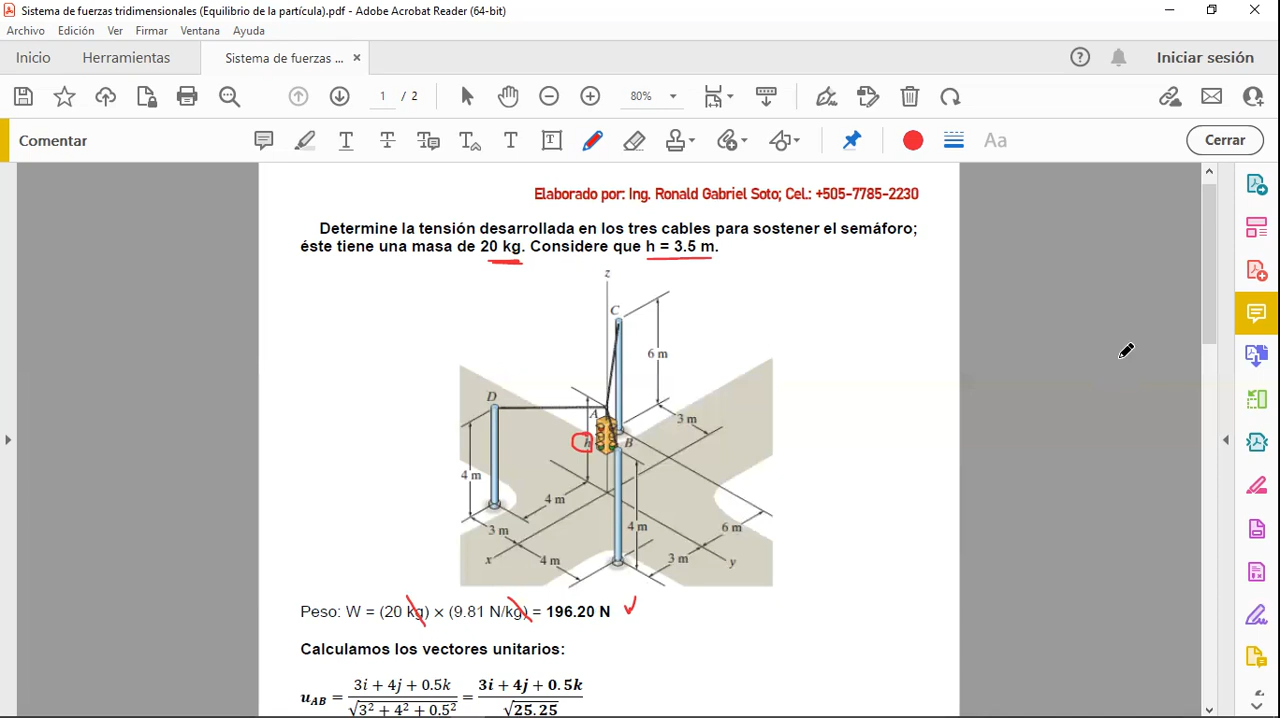 Sistema de fuerzas tridimensionales (Equilibrio de la partícula).pdf - Adobe Acrobat Reader (64-bit)
Archivo Edición Ver Firmar Ventana Ayuda
Inicio Herramientas Sistema de fuerzas ... × Iniciar sesión
1 / 2 80%
Comentar T T T T T Aa Cerrar
Elaborado por: Ing. Ronald Gabriel Soto; Cel.: +505-7785-2230
Determine la tensión desarrollada en los tres cables para sostener el semáforo;
éste tiene una masa de 20 kg. Considere que h = 3.5 m.
z
C
6 m
D
A
3 m
h B
4 m
4 m
3 m 4 m 6 m
x 4 m 3 m y
Peso: W = (20 kg) × (9.81 N/kg) = 196.20 N
Calculamos los vectores unitarios:
u_AB = (3i + 4j + 0.5k) / √(3² + 4² + 0.5²) = (3i + 4j + 0.5k) / √25.25